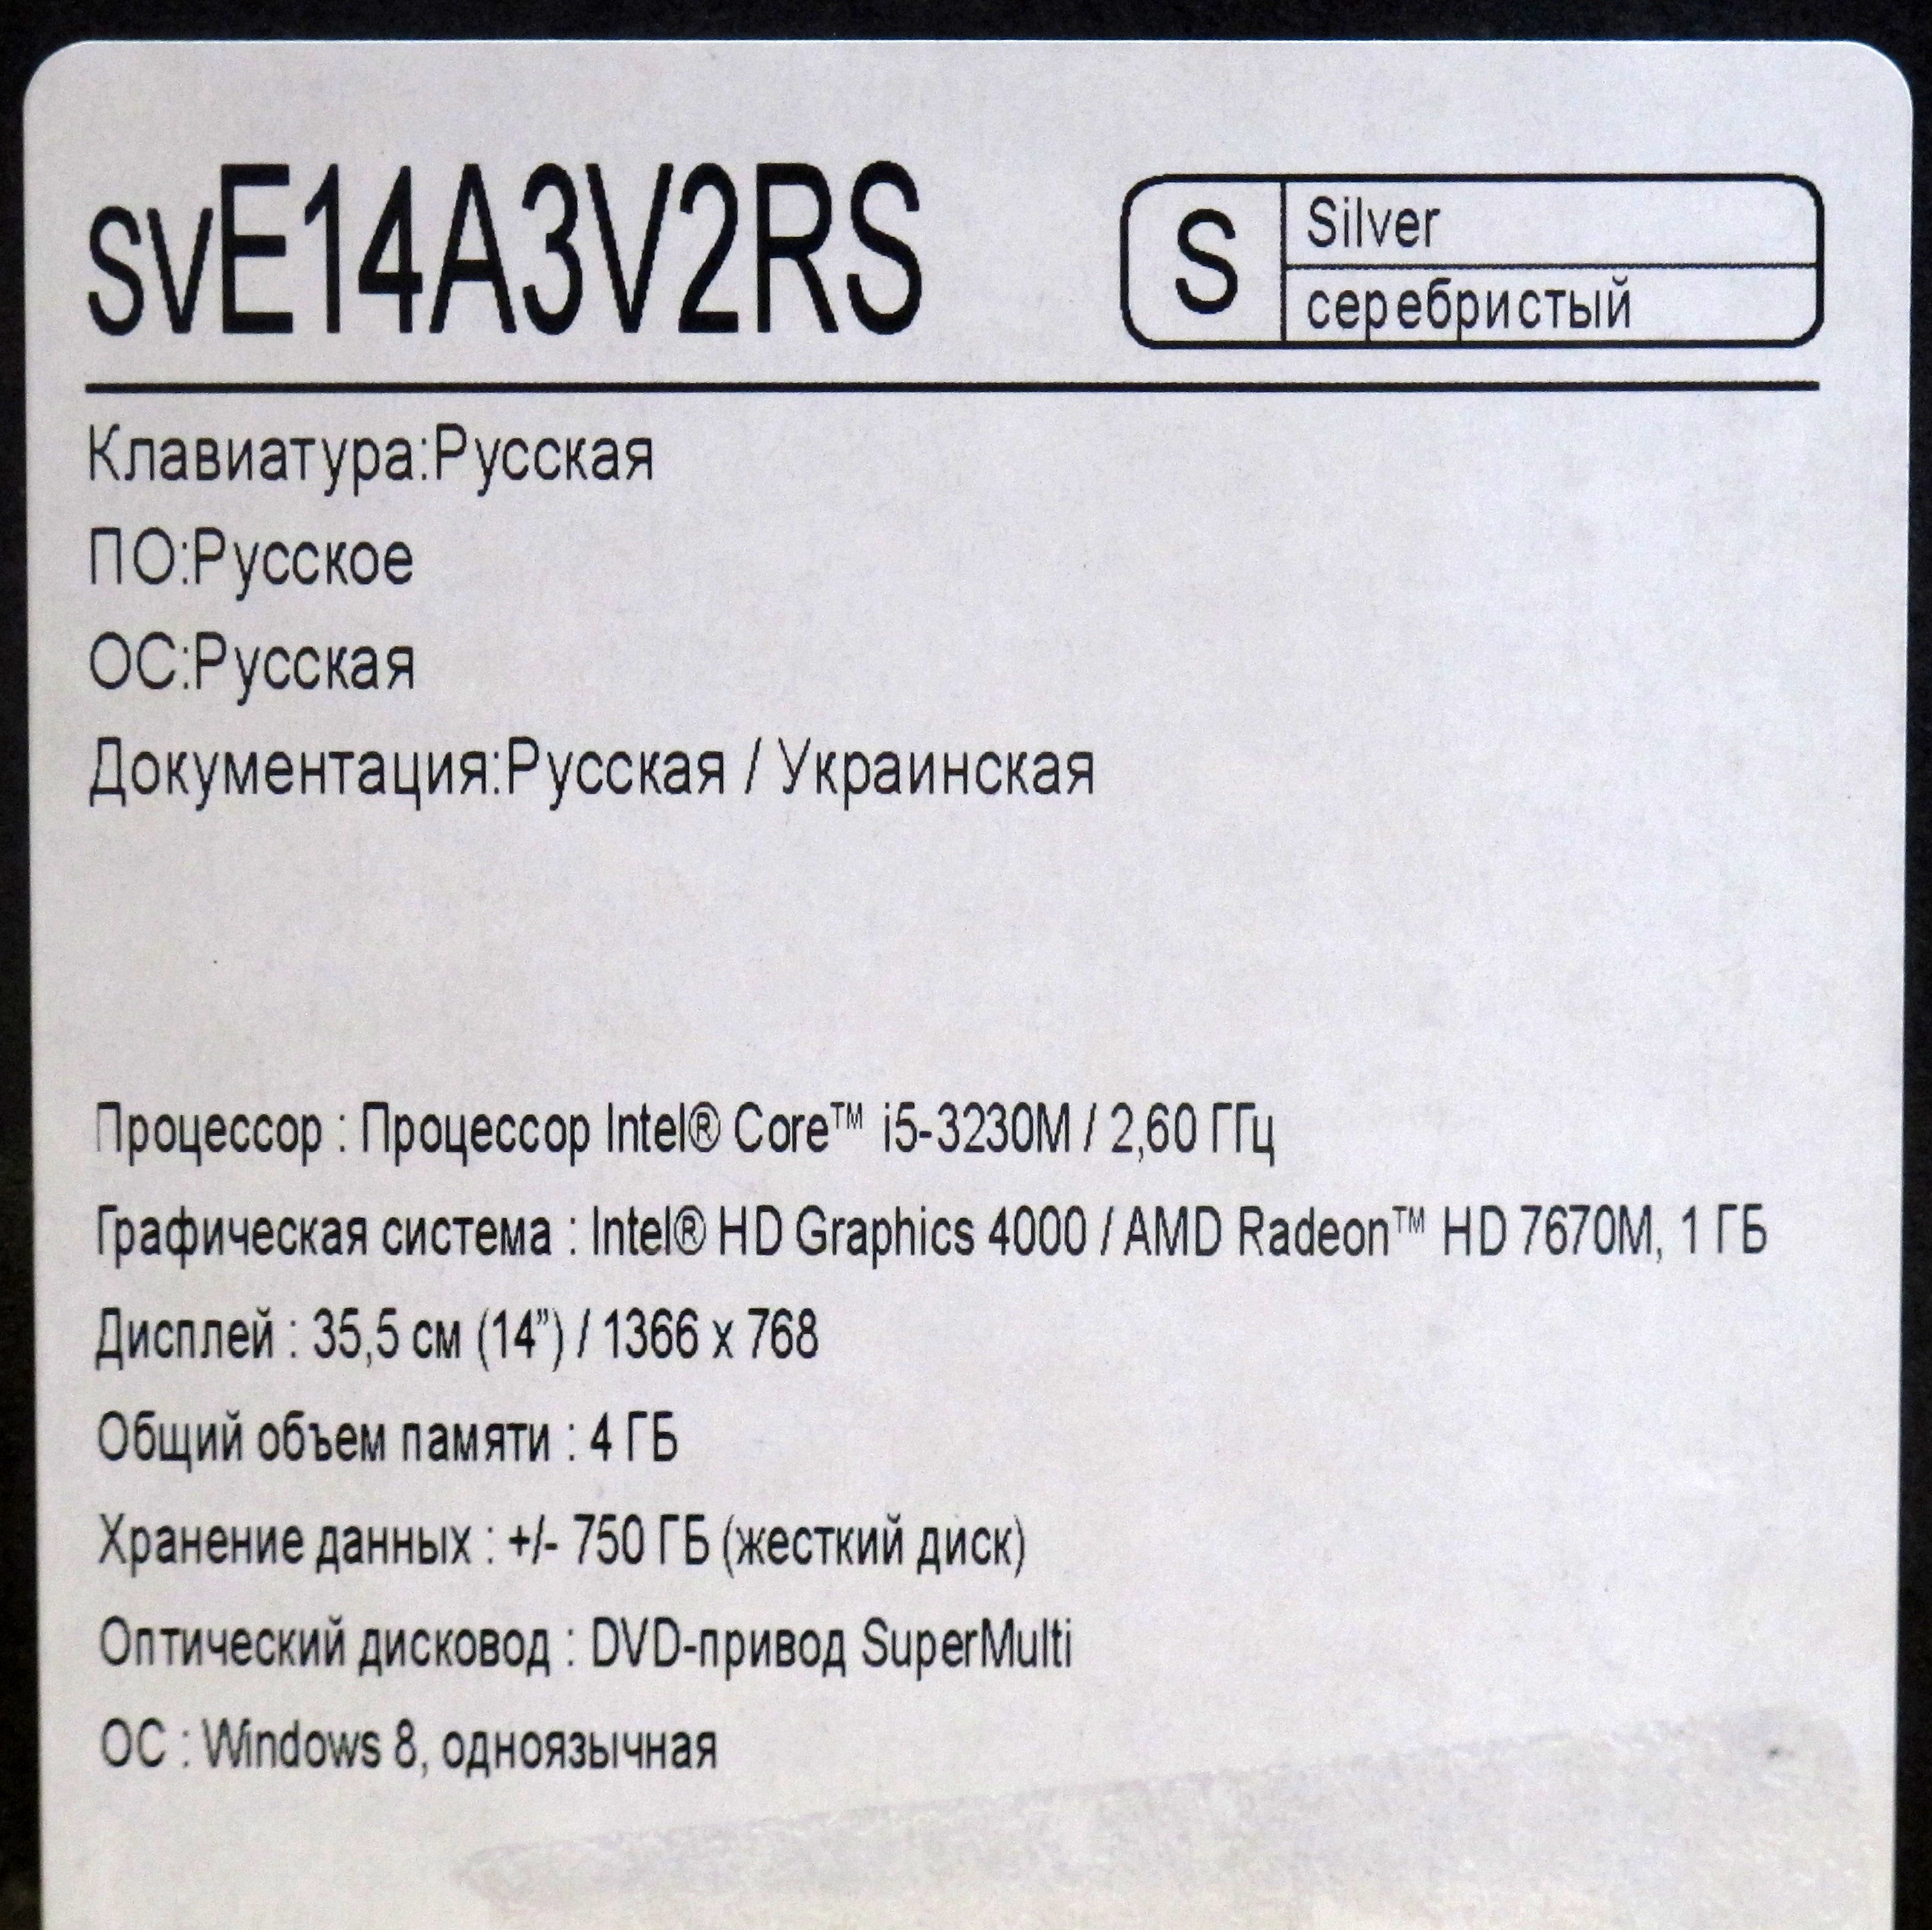 SVE14A3V2RS
S
Silver
серебристый
Клавиатура:Русская
ПО:Русское
ОС:Русская
Документация:Русская / Украинская
Процессор : Процессор Intel® Core™ i5-3230M / 2,60 ГГц
Графическая система : Intel® HD Graphics 4000 / AMD Radeon™ HD 7670M, 1 ГБ
Дисплей : 35,5 см (14”) / 1366 x 768
Общий объем памяти : 4 ГБ
Хранение данных : +/- 750 ГБ (жесткий диск)
Оптический дисковод : DVD-привод SuperMulti
ОС : Windows 8, одноязычная